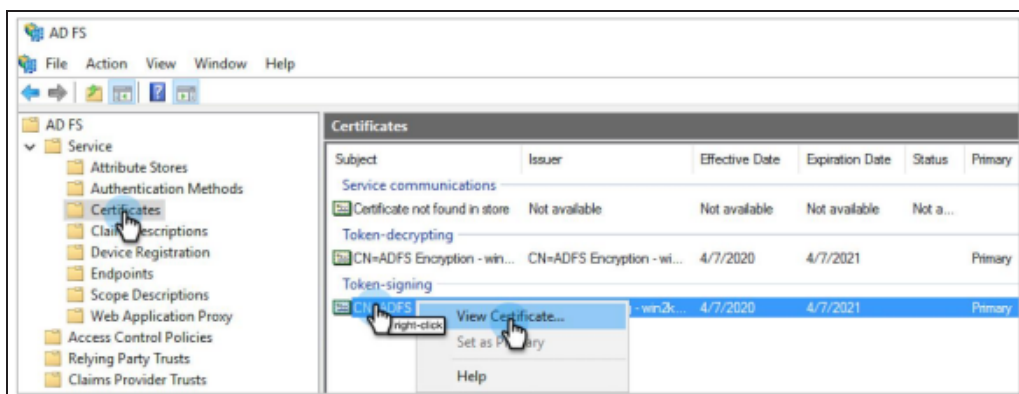 AD FS
File Action View Window Help
AD FS
Service
Attribute Stores
Authentication Methods
Certificates
Device Registration
Endpoints
Scope Descriptions
Web Application Proxy
Access Control Policies
Relying Party Trusts
Claims Provider Trusts
Certificates
Subject Issuer Effective Date Expiration Date Status Primary
Service communications
Certificate not found in store Not available Not available Not available Not a...
Token-decrypting
CN=ADFS Encryption - win... CN=ADFS Encryption - wi... 4/7/2020 4/7/2021 Primary
Token-signing
ADFS - win2k... 4/7/2020 4/7/2021 Primary
right-click
View Certificate...
Set as Primary
Help